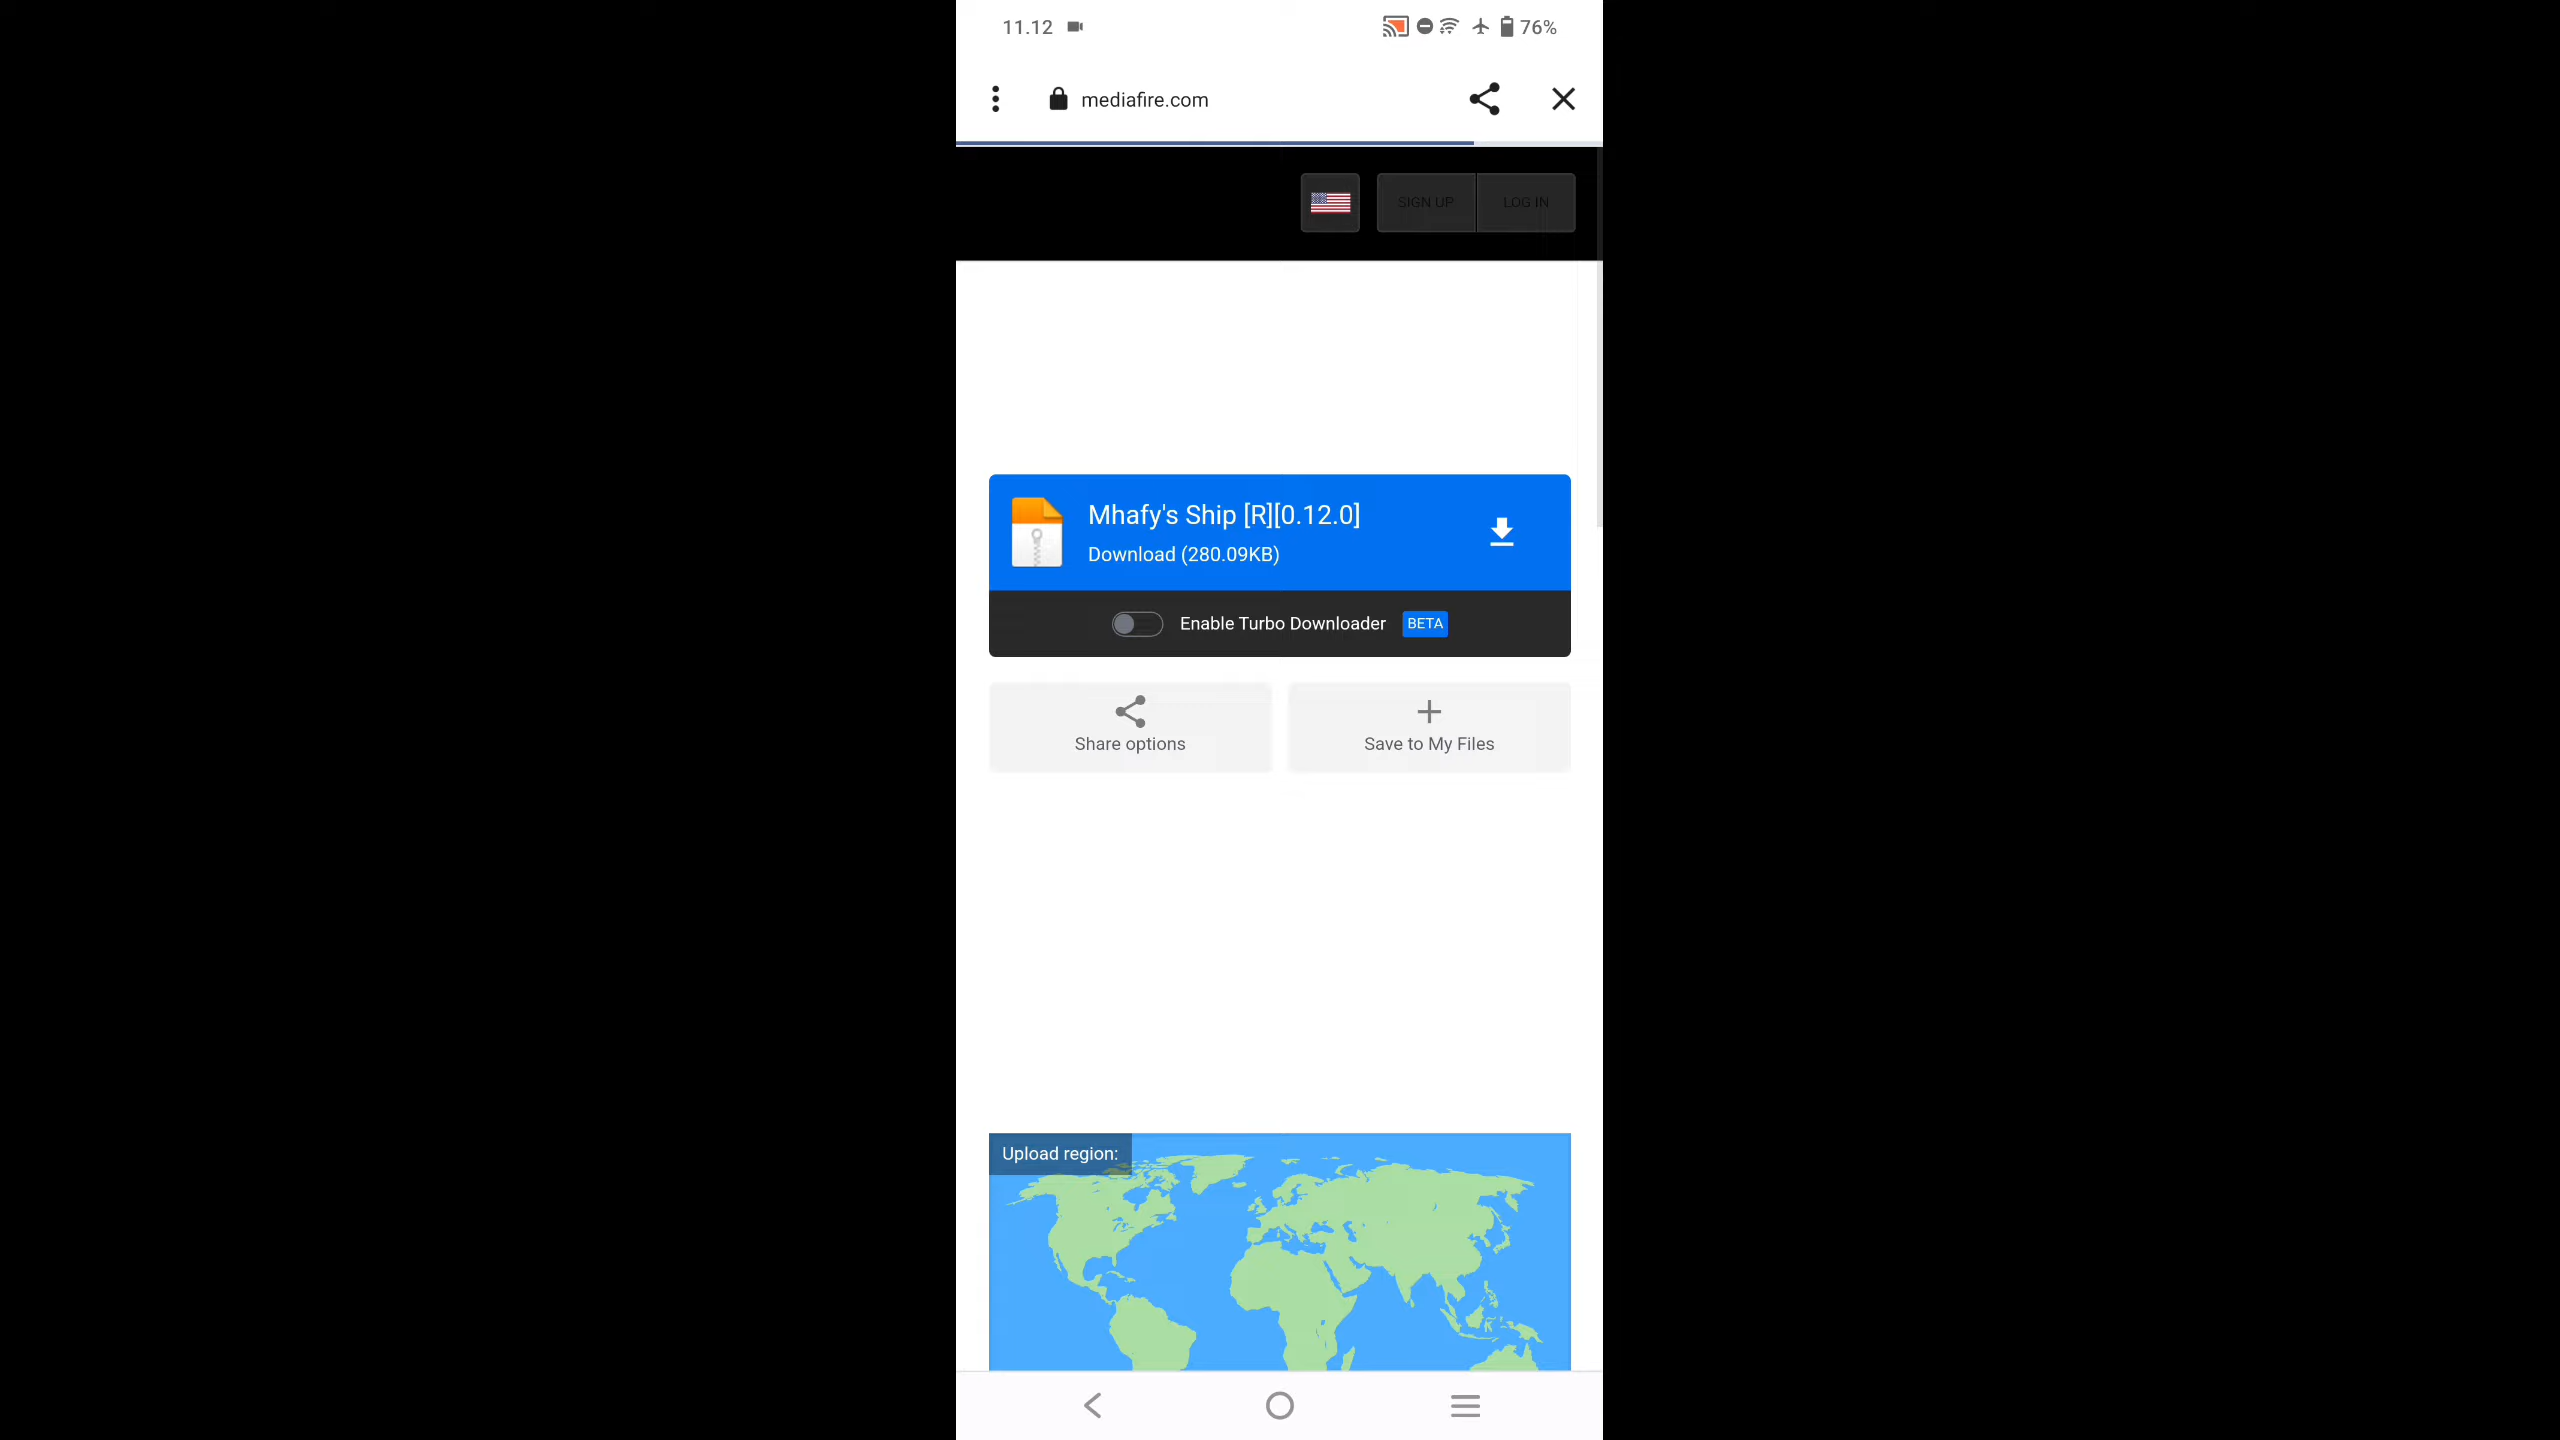 11.12
76%
mediafire.com
SIGN UP
LOG IN
Mhafy's Ship [R][0.12.0]
Download (280.09KB)
Enable Turbo Downloader BETA
Share options
Save to My Files
Upload region: